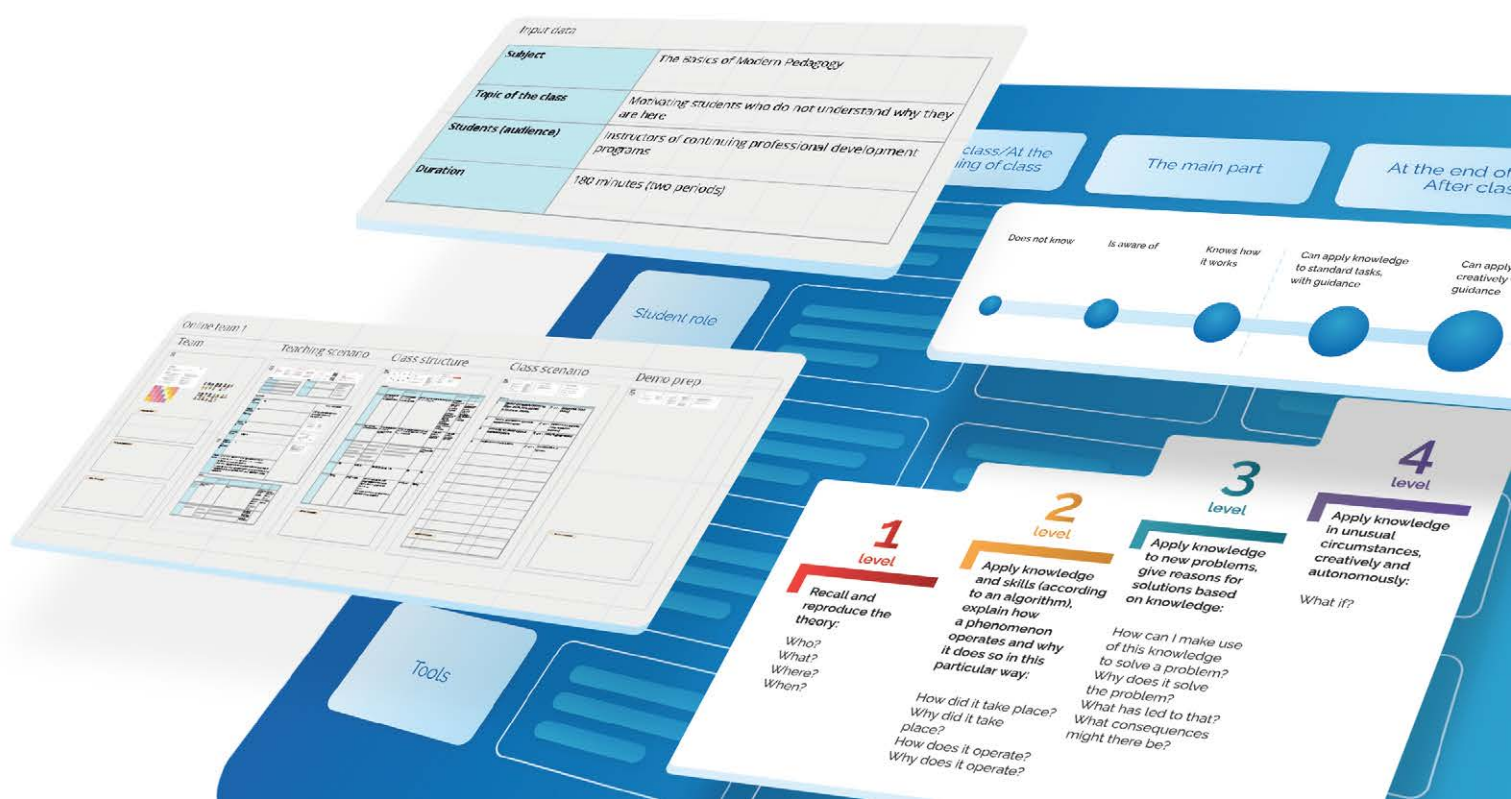 Input data
Subject
The Basics of Modern Pedagogy
Topic of the class
Motivating students who do not understand why they
are here
Students (audience)
Instructors of continuing professional development
programs
Duration
180 minutes (two periods)
class/At the
ing of class
The main part
At the end of
After clas
Does not know
Is aware of
Knows how
it works
Can apply knowledge
to standard tasks,
with guidance
Can apply
creatively
guidance
Student role
Online team 1
Team
Teaching scenario
Class structure
Class scenario
Demo prep
Tools
1
level
Recall and
reproduce the
theory:
Who?
What?
Where?
When?
2
level
Apply knowledge
and skills (according
to an algorithm),
explain how
a phenomenon
operates and why
it does so in this
particular way:
How did it take place?
Why did it take
place?
How does it operate?
Why does it operate?
3
level
Apply knowledge
to new problems,
give reasons for
solutions based
on knowledge:
How can I make use
of this knowledge
to solve a problem?
Why does it solve
the problem?
What has led to that?
What consequences
might there be?
4
level
Apply knowledge
in unusual
circumstances,
creatively and
autonomously:
What if?